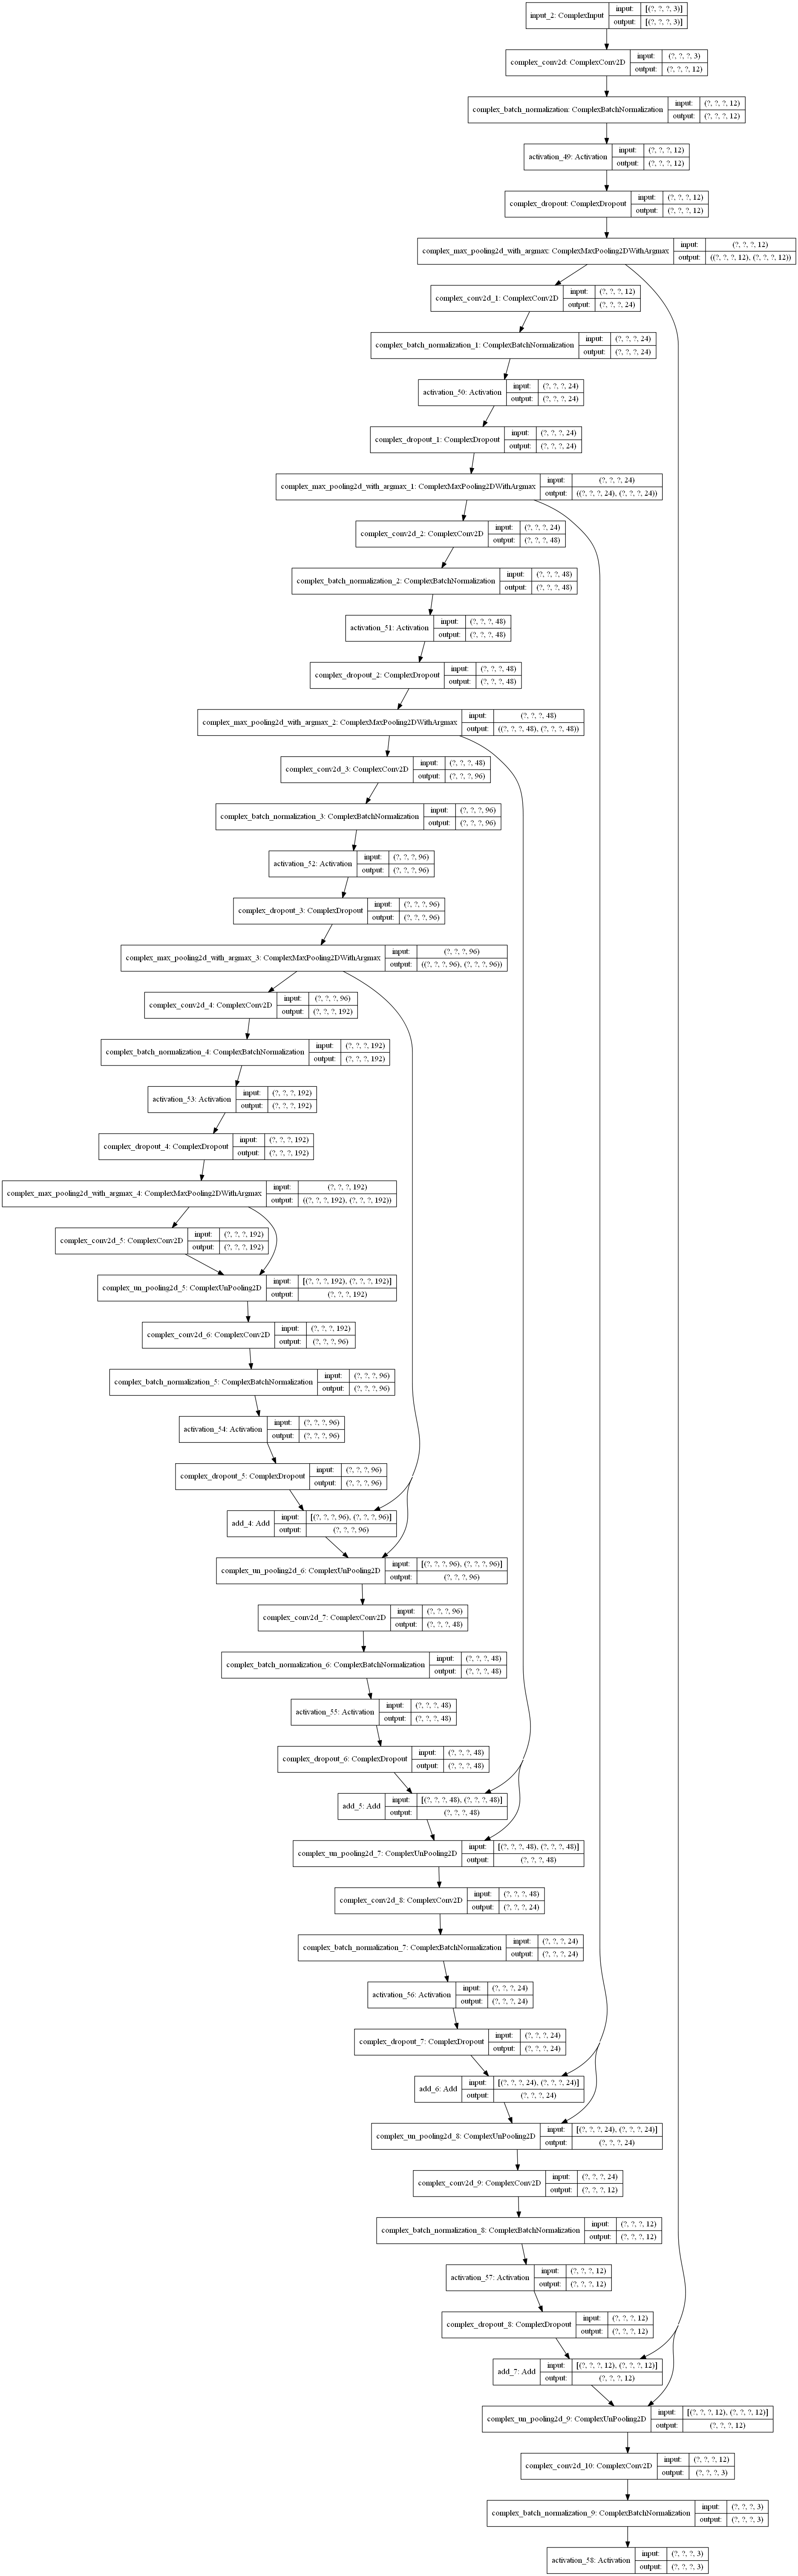 input_2: ComplexInput input: [(?, ?, ?, 3)]
output: [(?, ?, ?, 3)]
complex_conv2d: ComplexConv2D input: (?, ?, ?, 3)
output: (?, ?, ?, 12)
complex_batch_normalization: ComplexBatchNormalization input: (?, ?, ?, 12)
output: (?, ?, ?, 12)
activation_49: Activation input: (?, ?, ?, 12)
output: (?, ?, ?, 12)
complex_dropout: ComplexDropout input: (?, ?, ?, 12)
output: (?, ?, ?, 12)
complex_max_pooling2d_with_argmax: ComplexMaxPooling2DWithArgmax input: (?, ?, ?, 12)
output: ((?, ?, ?, 12), (?, ?, ?, 12))
complex_conv2d_1: ComplexConv2D input: (?, ?, ?, 12)
output: (?, ?, ?, 24)
complex_batch_normalization_1: ComplexBatchNormalization input: (?, ?, ?, 24)
output: (?, ?, ?, 24)
activation_50: Activation input: (?, ?, ?, 24)
output: (?, ?, ?, 24)
complex_dropout_1: ComplexDropout input: (?, ?, ?, 24)
output: (?, ?, ?, 24)
complex_max_pooling2d_with_argmax_1: ComplexMaxPooling2DWithArgmax input: (?, ?, ?, 24)
output: ((?, ?, ?, 24), (?, ?, ?, 24))
complex_conv2d_2: ComplexConv2D input: (?, ?, ?, 24)
output: (?, ?, ?, 48)
complex_batch_normalization_2: ComplexBatchNormalization input: (?, ?, ?, 48)
output: (?, ?, ?, 48)
activation_51: Activation input: (?, ?, ?, 48)
output: (?, ?, ?, 48)
complex_dropout_2: ComplexDropout input: (?, ?, ?, 48)
output: (?, ?, ?, 48)
complex_max_pooling2d_with_argmax_2: ComplexMaxPooling2DWithArgmax input: (?, ?, ?, 48)
output: ((?, ?, ?, 48), (?, ?, ?, 48))
complex_conv2d_3: ComplexConv2D input: (?, ?, ?, 48)
output: (?, ?, ?, 96)
complex_batch_normalization_3: ComplexBatchNormalization input: (?, ?, ?, 96)
output: (?, ?, ?, 96)
activation_52: Activation input: (?, ?, ?, 96)
output: (?, ?, ?, 96)
complex_dropout_3: ComplexDropout input: (?, ?, ?, 96)
output: (?, ?, ?, 96)
complex_max_pooling2d_with_argmax_3: ComplexMaxPooling2DWithArgmax input: (?, ?, ?, 96)
output: ((?, ?, ?, 96), (?, ?, ?, 96))
complex_conv2d_4: ComplexConv2D input: (?, ?, ?, 96)
output: (?, ?, ?, 192)
complex_batch_normalization_4: ComplexBatchNormalization input: (?, ?, ?, 192)
output: (?, ?, ?, 192)
activation_53: Activation input: (?, ?, ?, 192)
output: (?, ?, ?, 192)
complex_dropout_4: ComplexDropout input: (?, ?, ?, 192)
output: (?, ?, ?, 192)
complex_max_pooling2d_with_argmax_4: ComplexMaxPooling2DWithArgmax input: (?, ?, ?, 192)
output: ((?, ?, ?, 192), (?, ?, ?, 192))
complex_conv2d_5: ComplexConv2D input: (?, ?, ?, 192)
output: (?, ?, ?, 192)
complex_un_pooling2d_5: ComplexUnPooling2D input: [(?, ?, ?, 192), (?, ?, ?, 192)]
output: (?, ?, ?, 192)
complex_conv2d_6: ComplexConv2D input: (?, ?, ?, 192)
output: (?, ?, ?, 96)
complex_batch_normalization_5: ComplexBatchNormalization input: (?, ?, ?, 96)
output: (?, ?, ?, 96)
activation_54: Activation input: (?, ?, ?, 96)
output: (?, ?, ?, 96)
complex_dropout_5: ComplexDropout input: (?, ?, ?, 96)
output: (?, ?, ?, 96)
add_4: Add input: [(?, ?, ?, 96), (?, ?, ?, 96)]
output: (?, ?, ?, 96)
complex_un_pooling2d_6: ComplexUnPooling2D input: [(?, ?, ?, 96), (?, ?, ?, 96)]
output: (?, ?, ?, 96)
complex_conv2d_7: ComplexConv2D input: (?, ?, ?, 96)
output: (?, ?, ?, 48)
complex_batch_normalization_6: ComplexBatchNormalization input: (?, ?, ?, 48)
output: (?, ?, ?, 48)
activation_55: Activation input: (?, ?, ?, 48)
output: (?, ?, ?, 48)
complex_dropout_6: ComplexDropout input: (?, ?, ?, 48)
output: (?, ?, ?, 48)
add_5: Add input: [(?, ?, ?, 48), (?, ?, ?, 48)]
output: (?, ?, ?, 48)
complex_un_pooling2d_7: ComplexUnPooling2D input: [(?, ?, ?, 48), (?, ?, ?, 48)]
output: (?, ?, ?, 48)
complex_conv2d_8: ComplexConv2D input: (?, ?, ?, 48)
output: (?, ?, ?, 24)
complex_batch_normalization_7: ComplexBatchNormalization input: (?, ?, ?, 24)
output: (?, ?, ?, 24)
activation_56: Activation input: (?, ?, ?, 24)
output: (?, ?, ?, 24)
complex_dropout_7: ComplexDropout input: (?, ?, ?, 24)
output: (?, ?, ?, 24)
add_6: Add input: [(?, ?, ?, 24), (?, ?, ?, 24)]
output: (?, ?, ?, 24)
complex_un_pooling2d_8: ComplexUnPooling2D input: [(?, ?, ?, 24), (?, ?, ?, 24)]
output: (?, ?, ?, 24)
complex_conv2d_9: ComplexConv2D input: (?, ?, ?, 24)
output: (?, ?, ?, 12)
complex_batch_normalization_8: ComplexBatchNormalization input: (?, ?, ?, 12)
output: (?, ?, ?, 12)
activation_57: Activation input: (?, ?, ?, 12)
output: (?, ?, ?, 12)
complex_dropout_8: ComplexDropout input: (?, ?, ?, 12)
output: (?, ?, ?, 12)
add_7: Add input: [(?, ?, ?, 12), (?, ?, ?, 12)]
output: (?, ?, ?, 12)
complex_un_pooling2d_9: ComplexUnPooling2D input: [(?, ?, ?, 12), (?, ?, ?, 12)]
output: (?, ?, ?, 12)
complex_conv2d_10: ComplexConv2D input: (?, ?, ?, 12)
output: (?, ?, ?, 3)
complex_batch_normalization_9: ComplexBatchNormalization input: (?, ?, ?, 3)
output: (?, ?, ?, 3)
activation_58: Activation input: (?, ?, ?, 3)
output: (?, ?, ?, 3)